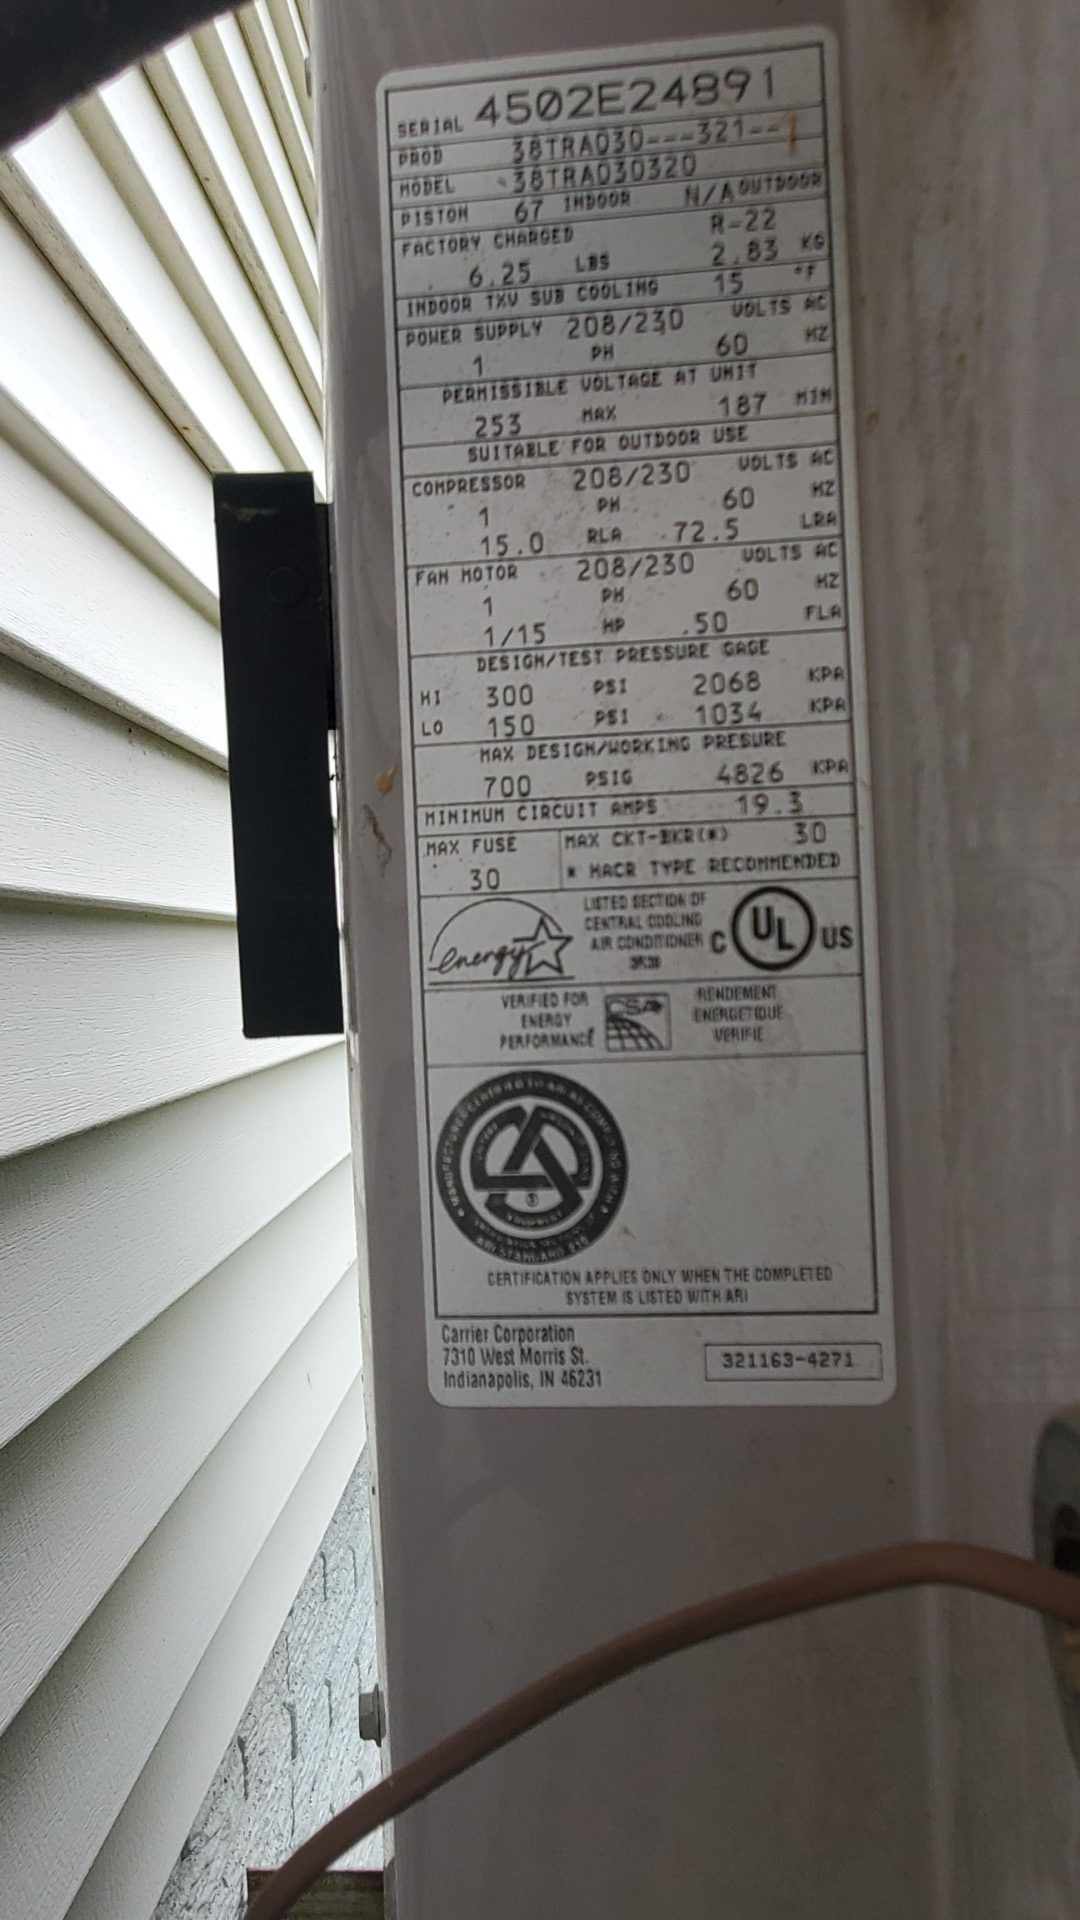 SERIAL 4502E24891
PROD 38TRA030---321--1
MODEL 38TRA030320
PISTON 67 INDOOR N/A OUTDOOR
FACTORY CHARGED R-22
6.25 LBS 2.83 KG
INDOOR TXV SUB COOLING 15 °F
POWER SUPPLY 208/230 VOLTS AC
1 PH 60 HZ
PERMISSIBLE VOLTAGE AT UNIT
253 MAX 187 MIN
SUITABLE FOR OUTDOOR USE
COMPRESSOR 208/230 VOLTS AC
1 PH 60 HZ
15.0 RLA 72.5 LRA
FAN MOTOR 208/230 VOLTS AC
1 PH 60 HZ
1/15 HP .50 FLA
DESIGN/TEST PRESSURE GAGE
HI 300 PSI 2068 KPA
LO 150 PSI 1034 KPA
MAX DESIGN/WORKING PRESURE
700 PSIG 4826 KPA
MINIMUM CIRCUIT AMPS 19.3
MAX FUSE
30
MAX CKT-BKR(*) 30
* HACR TYPE RECOMMENDED
energy
LISTED SECTION OF
CENTRAL COOLING
AIR CONDITIONER
C UL US
VERIFIED FOR
ENERGY
PERFORMANCE
CSA
RENDEMENT
ENERGETIQUE
VERIFIE
CERTIFICATION APPLIES ONLY WHEN THE COMPLETED
SYSTEM IS LISTED WITH ARI
Carrier Corporation
7310 West Morris St.
Indianapolis, IN 46231
321163-4271